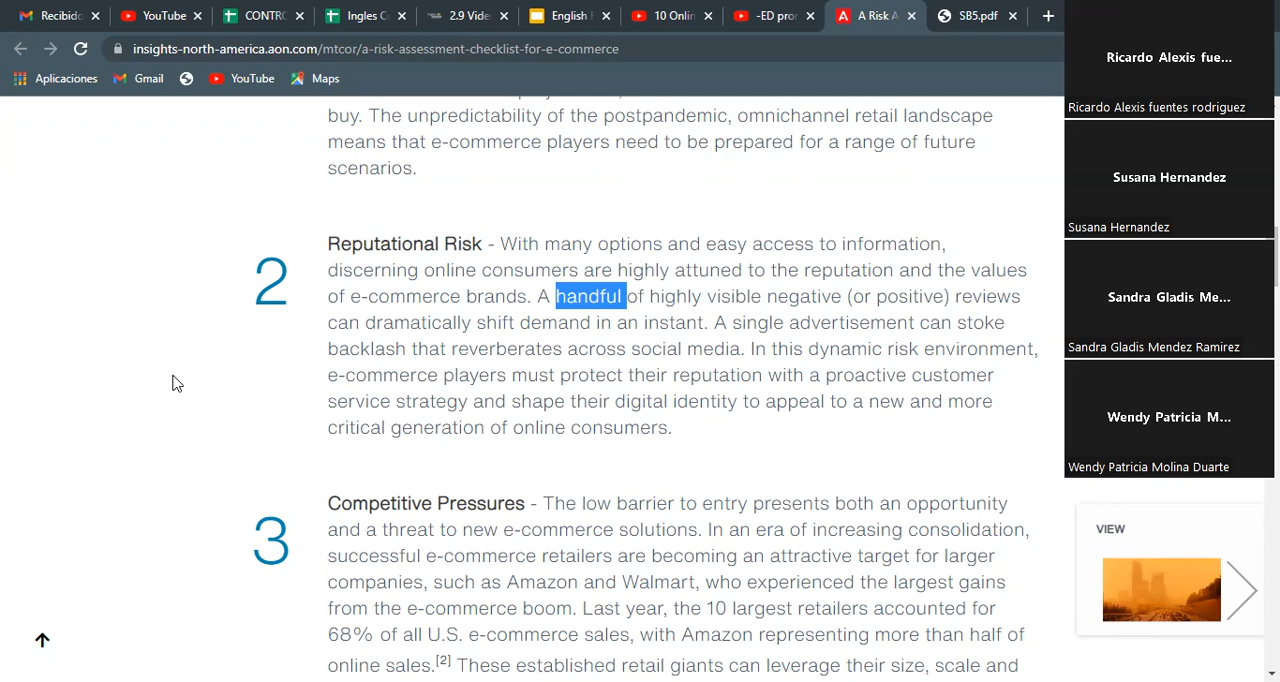 Recibido
YouTube
CONTRO
Ingles C
2.9 Vide
English F
10 Onlin
-ED pro
A Risk A
SB5.pdf
insights-north-america.aon.com/mtcor/a-risk-assessment-checklist-for-e-commerce
Aplicaciones
Gmail
YouTube
Maps
buy. The unpredictability of the postpandemic, omnichannel retail landscape
means that e-commerce players need to be prepared for a range of future
scenarios.
2
Reputational Risk - With many options and easy access to information,
discerning online consumers are highly attuned to the reputation and the values
of e-commerce brands. A handful of highly visible negative (or positive) reviews
can dramatically shift demand in an instant. A single advertisement can stoke
backlash that reverberates across social media. In this dynamic risk environment,
e-commerce players must protect their reputation with a proactive customer
service strategy and shape their digital identity to appeal to a new and more
critical generation of online consumers.
3
Competitive Pressures - The low barrier to entry presents both an opportunity
and a threat to new e-commerce solutions. In an era of increasing consolidation,
successful e-commerce retailers are becoming an attractive target for larger
companies, such as Amazon and Walmart, who experienced the largest gains
from the e-commerce boom. Last year, the 10 largest retailers accounted for
68% of all U.S. e-commerce sales, with Amazon representing more than half of
online sales.[2] These established retail giants can leverage their size, scale and
Ricardo Alexis fue...
Ricardo Alexis fuentes rodriguez
Susana Hernandez
Susana Hernandez
Sandra Gladis Me...
Sandra Gladis Mendez Ramirez
Wendy Patricia M...
Wendy Patricia Molina Duarte
VIEW